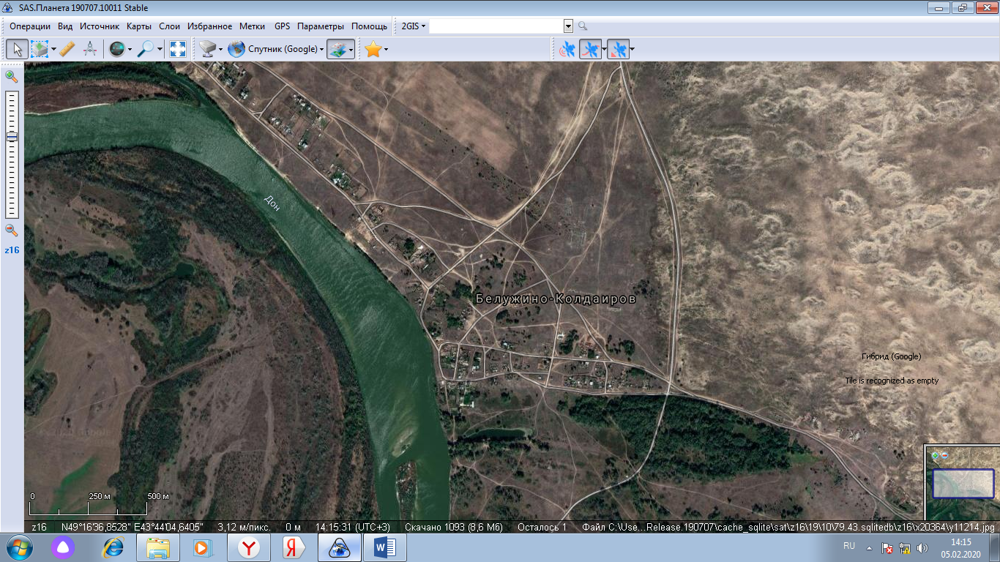 SAS.Планета 190707.10011 Stable
Операции Вид Источник Карты Слои Избранное Метки GPS Параметры Помощь 2GIS
Спутник (Google)
z16
Дон
Белужино-Колдаиров
Гибрид (Google)
Tile is recognized as empty
0 250 м 500 м
z16 N49°16'36,8528" E43°44'04,6405" 3,12 м/пикс. 0 м 14:15:31 (UTC+3) Скачано 1093 (8,6 Мб) Осталось 1 Файл C:\Use...Release.190707\cache_sqlite\sat\z16\19\10\79.43.sqlitedb\z16\x20364\y11214.jpg
RU 14:15
05.02.2020